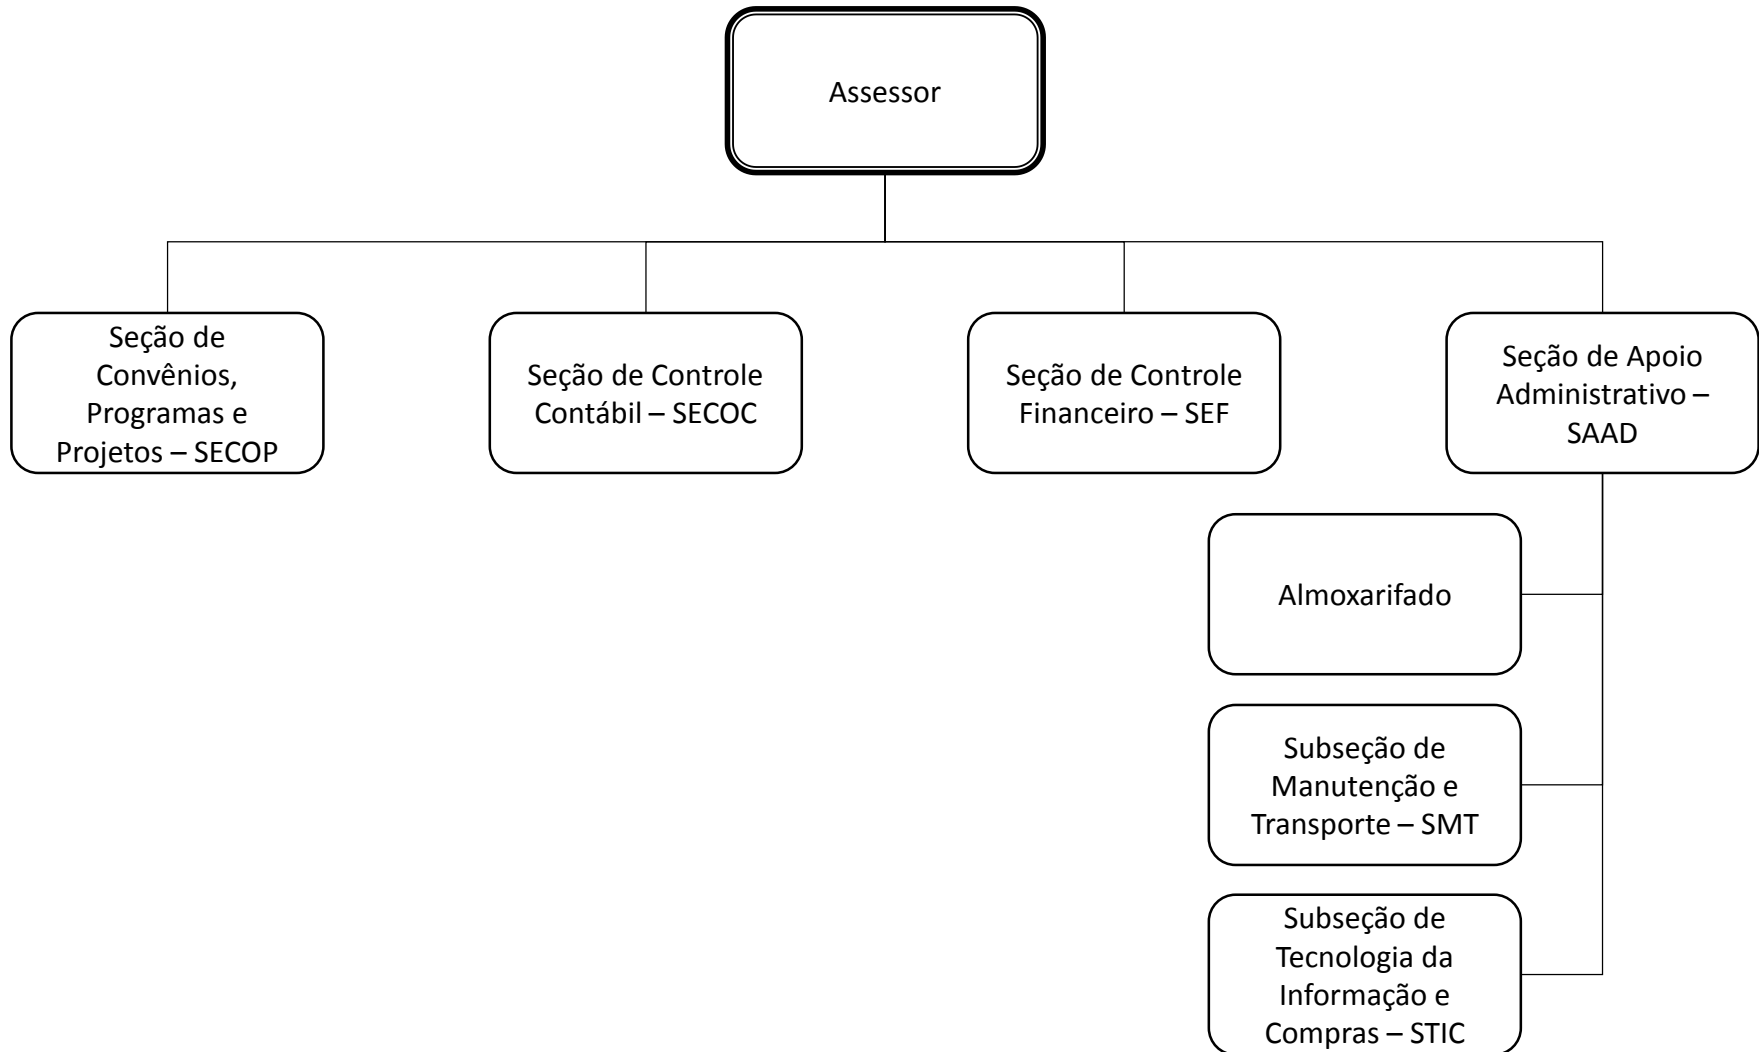 Assessor
Seção de
Convênios,
Programas e
Projetos – SECOP
Seção de Controle
Contábil – SECOC
Seção de Controle
Financeiro – SEF
Seção de Apoio
Administrativo –
SAAD
Almoxarifado
Subseção de
Manutenção e
Transporte – SMT
Subseção de
Tecnologia da
Informação e
Compras – STIC